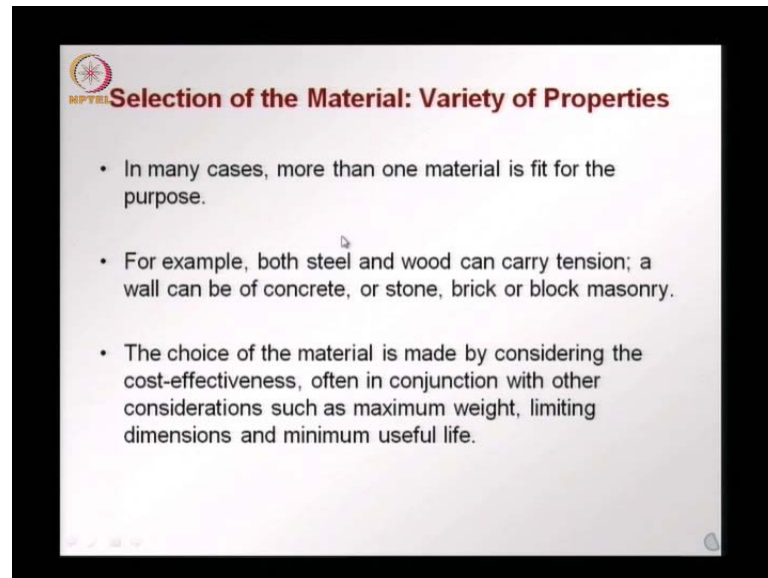 NPTEL
Selection of the Material: Variety of Properties
• In many cases, more than one material is fit for the
purpose.
• For example, both steel and wood can carry tension; a
wall can be of concrete, or stone, brick or block masonry.
• The choice of the material is made by considering the
cost-effectiveness, often in conjunction with other
considerations such as maximum weight, limiting
dimensions and minimum useful life.